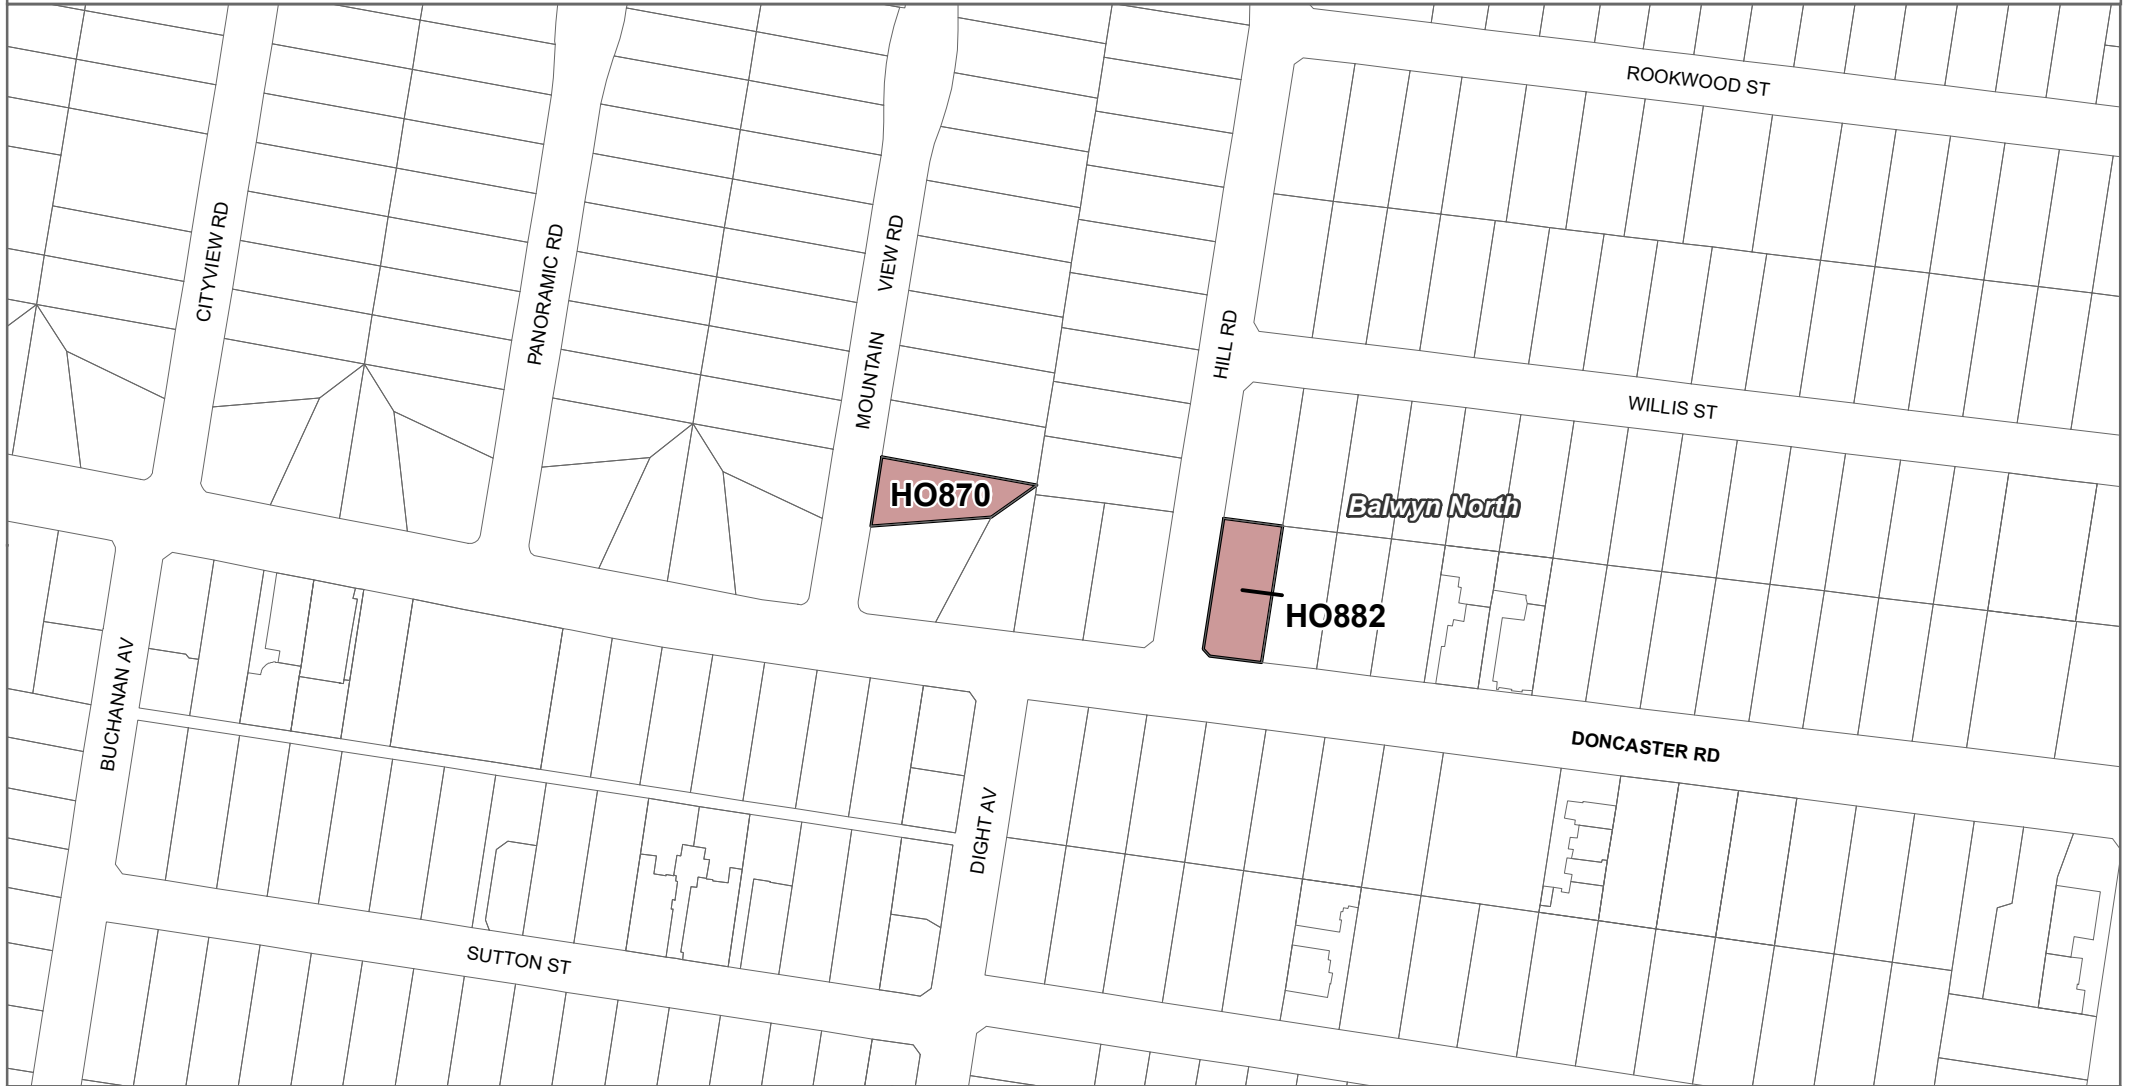 ROOKWOOD ST
CITYVIEW RD
PANORAMIC RD
MOUNTAIN VIEW RD
HILL RD
WILLIS ST
HO870
Balwyn North
HO882
BUCHANAN AV
DONCASTER RD
DIGHT AV
SUTTON ST